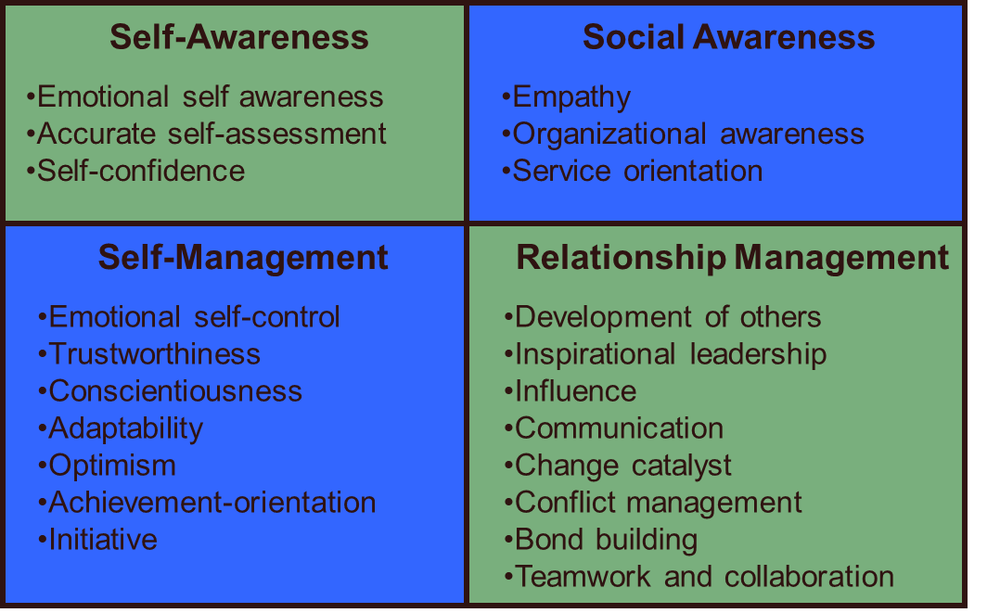 Self-Awareness
•Emotional self awareness
•Accurate self-assessment
•Self-confidence
Social Awareness
•Empathy
•Organizational awareness
•Service orientation
Self-Management
•Emotional self-control
•Trustworthiness
•Conscientiousness
•Adaptability
•Optimism
•Achievement-orientation
•Initiative
Relationship Management
•Development of others
•Inspirational leadership
•Influence
•Communication
•Change catalyst
•Conflict management
•Bond building
•Teamwork and collaboration